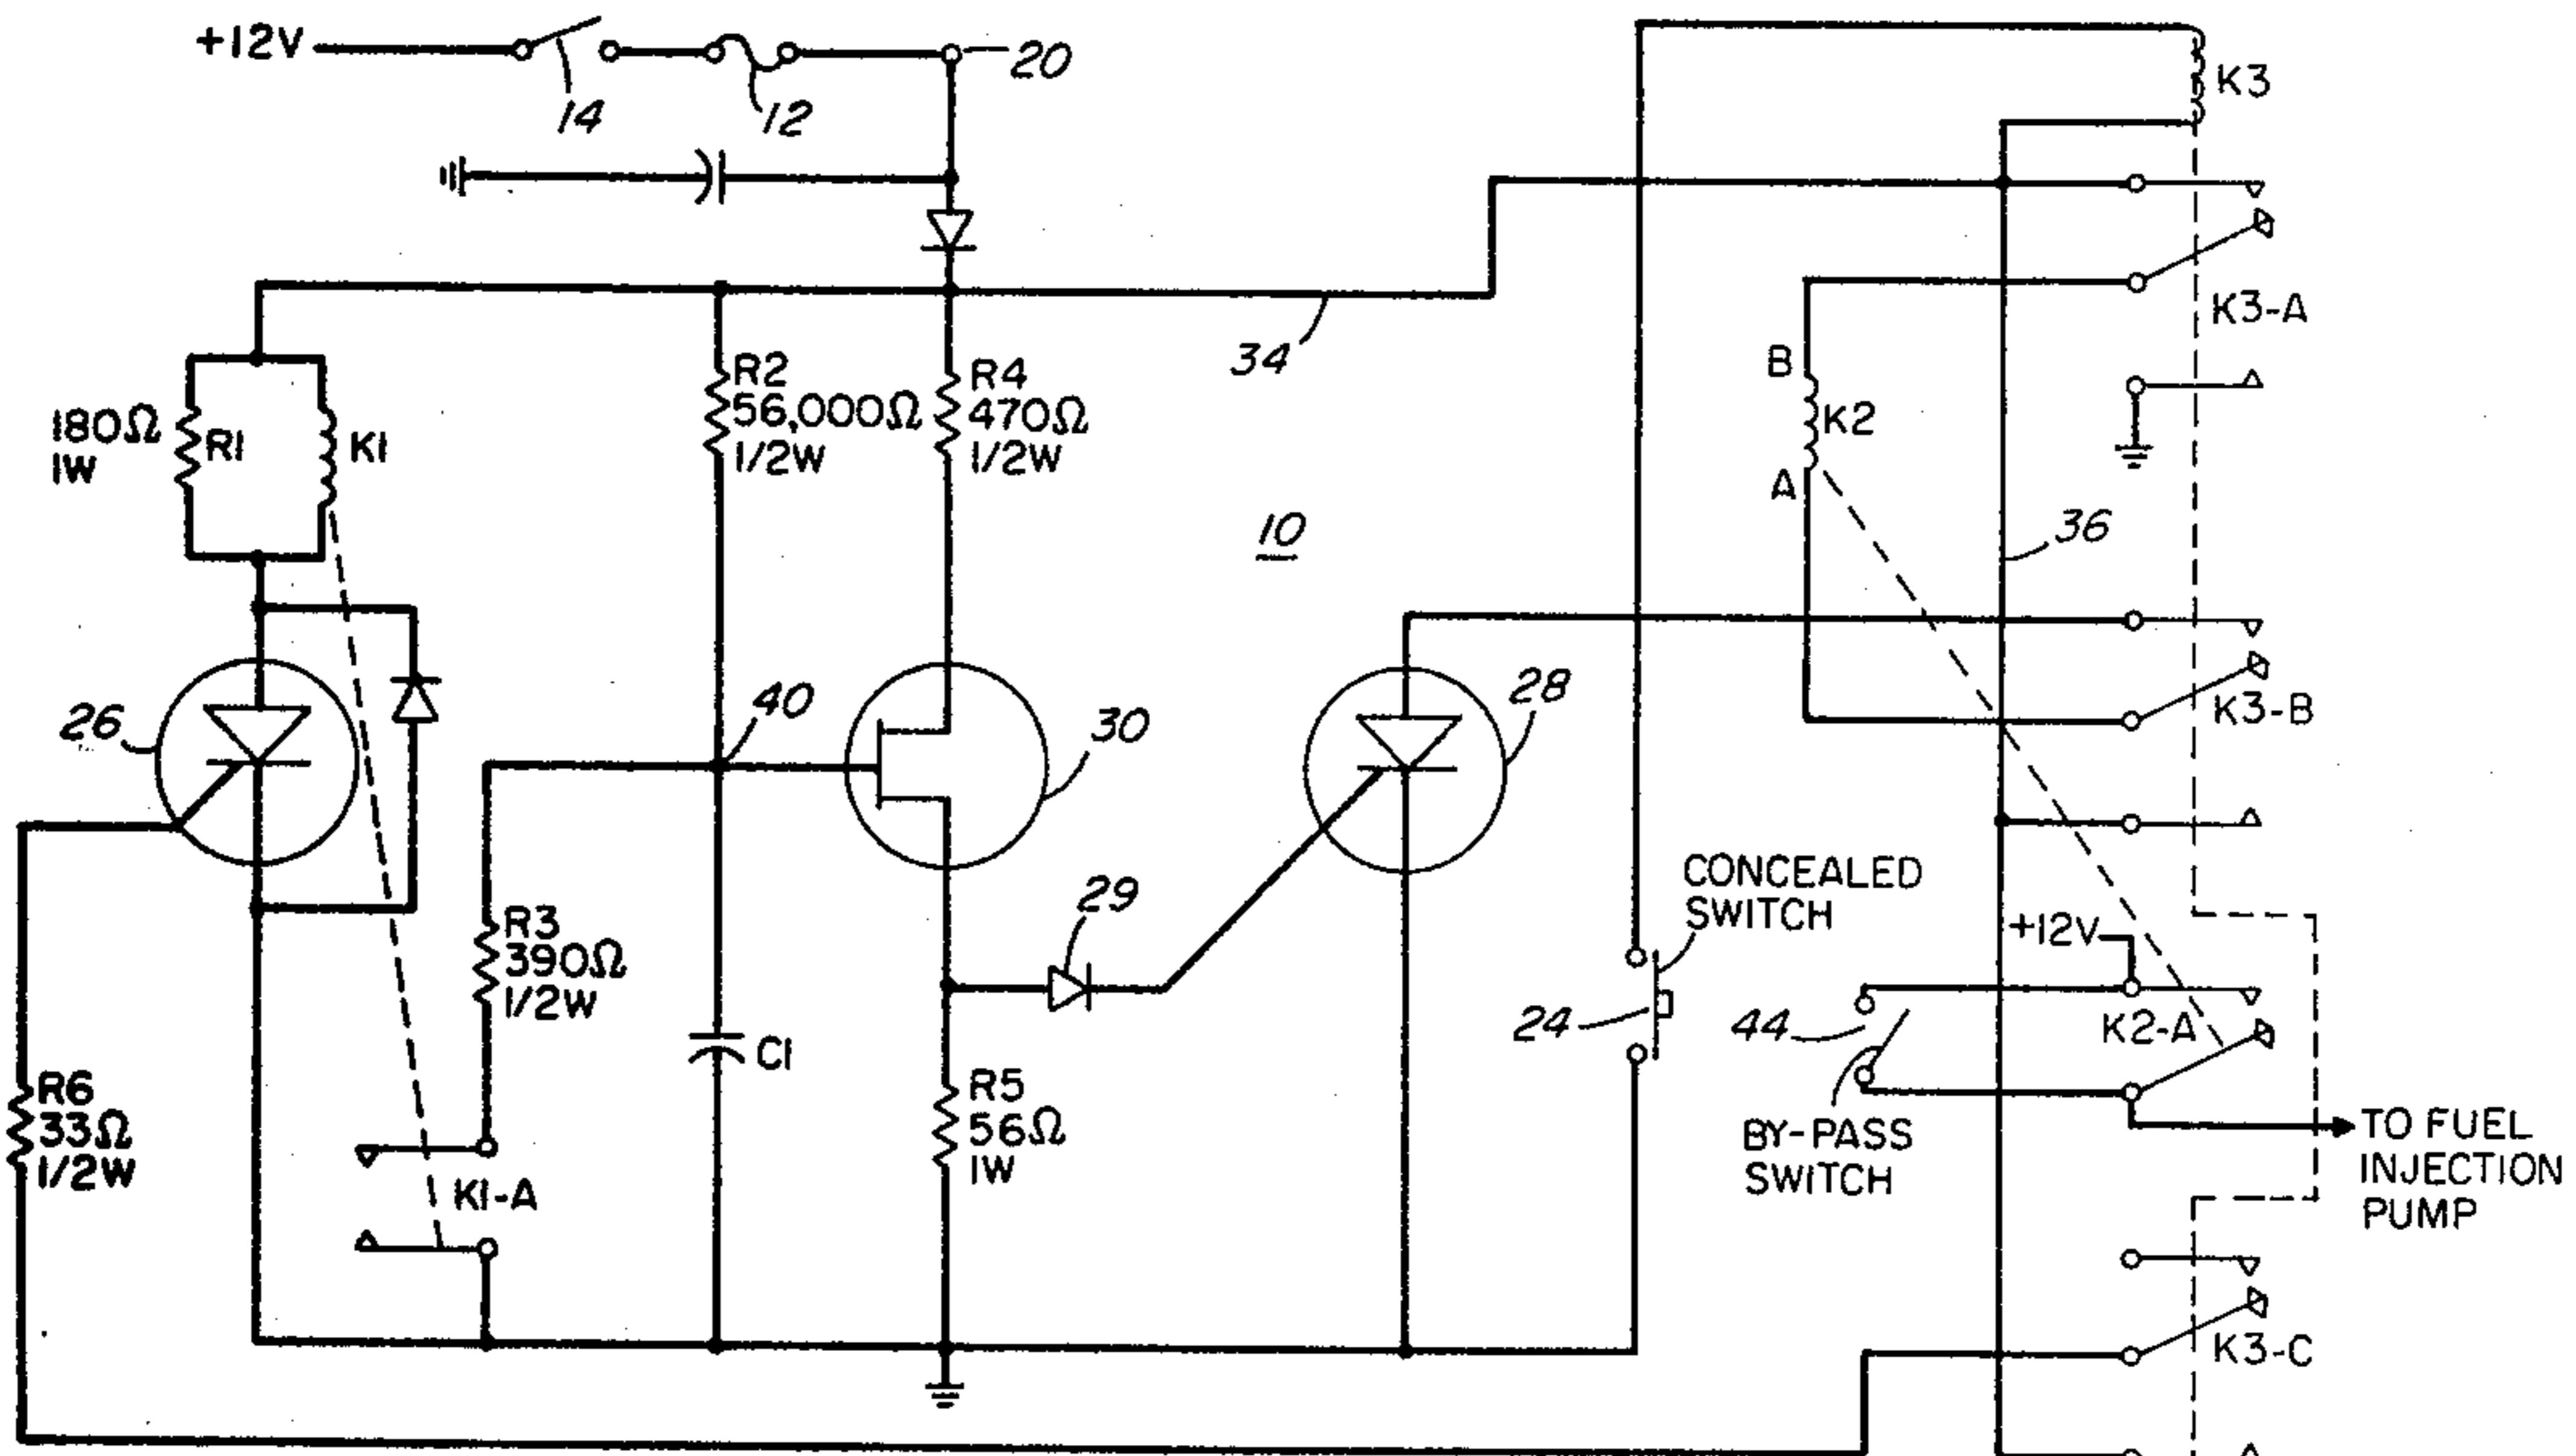 +12V
14
12
20
K3
K3-A
34
R2
56,000Ω
1/2W
R4
470Ω
1/2W
180Ω
1W
R1
K1
B
K2
A
10
36
26
40
30
28
K3-B
29
CONCEALED
SWITCH
+12V
R3
390Ω
1/2W
24
44
K2-A
C1
R6
33Ω
1/2W
R5
56Ω
1W
BY-PASS
SWITCH
TO FUEL
INJECTION
PUMP
K1-A
K3-C